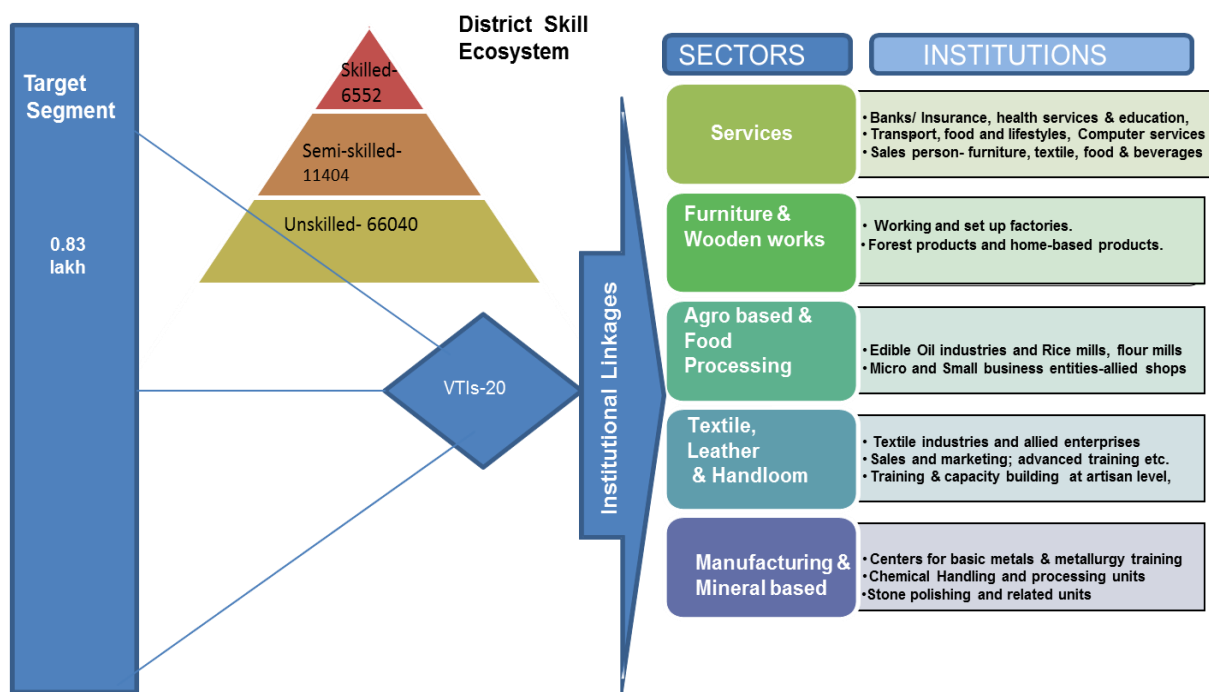 District Skill
Ecosystem
Target
Segment
0.83
lakh
Skilled-
6552
Semi-skilled-
11404
Unskilled- 66040
VTIs-20
Institutional Linkages
SECTORS
INSTITUTIONS
Services
• Banks/ Insurance, health services & education,
• Transport, food and lifestyles, Computer services
• Sales person- furniture, textile, food & beverages
Furniture &
Wooden works
• Working and set up factories.
• Forest products and home-based products.
Agro based &
Food
Processing
• Edible Oil industries and Rice mills, flour mills
• Micro and Small business entities-allied shops
Textile,
Leather
& Handloom
• Textile industries and allied enterprises
• Sales and marketing; advanced training etc.
• Training & capacity building at artisan level,
Manufacturing &
Mineral based
• Centers for basic metals & metallurgy training
• Chemical Handling and processing units
• Stone polishing and related units